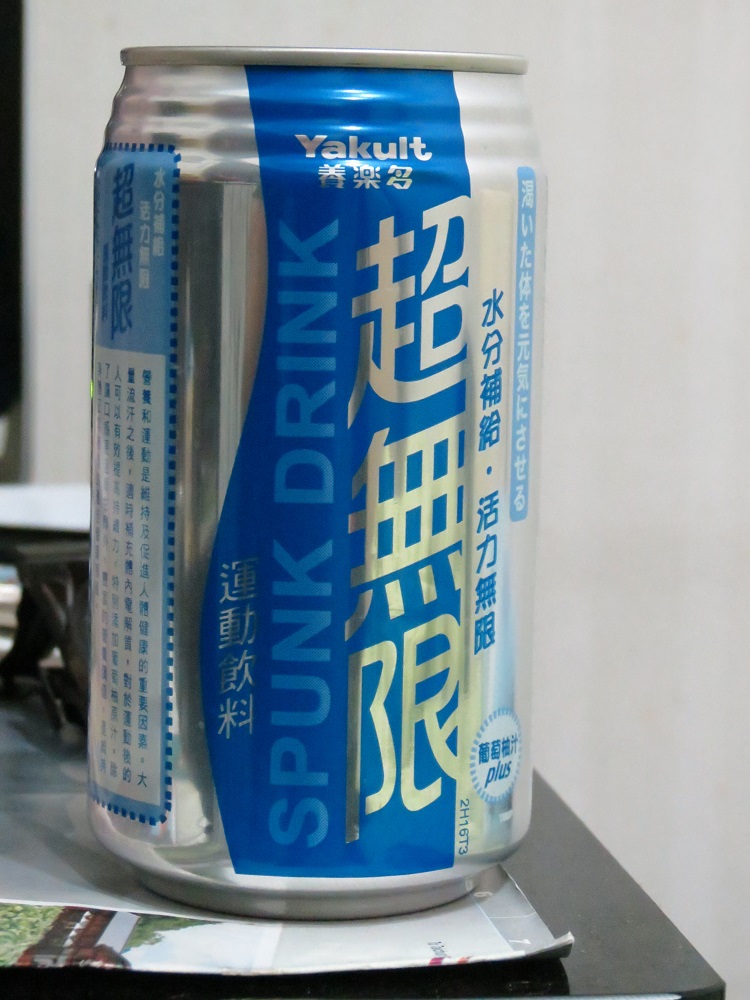 Yakult
養楽多
SPUNK DRINK
超無限
運動飲料
水分補給・活力無限
渇いた体を元気にさせる
葡萄柚汁
plus
2H16T3
水分補給
活力無限
超無限
營養和運動是維持及促進人體健康的重要因素。大
量流汗之後，適時補充體內電解質，對於運動後的